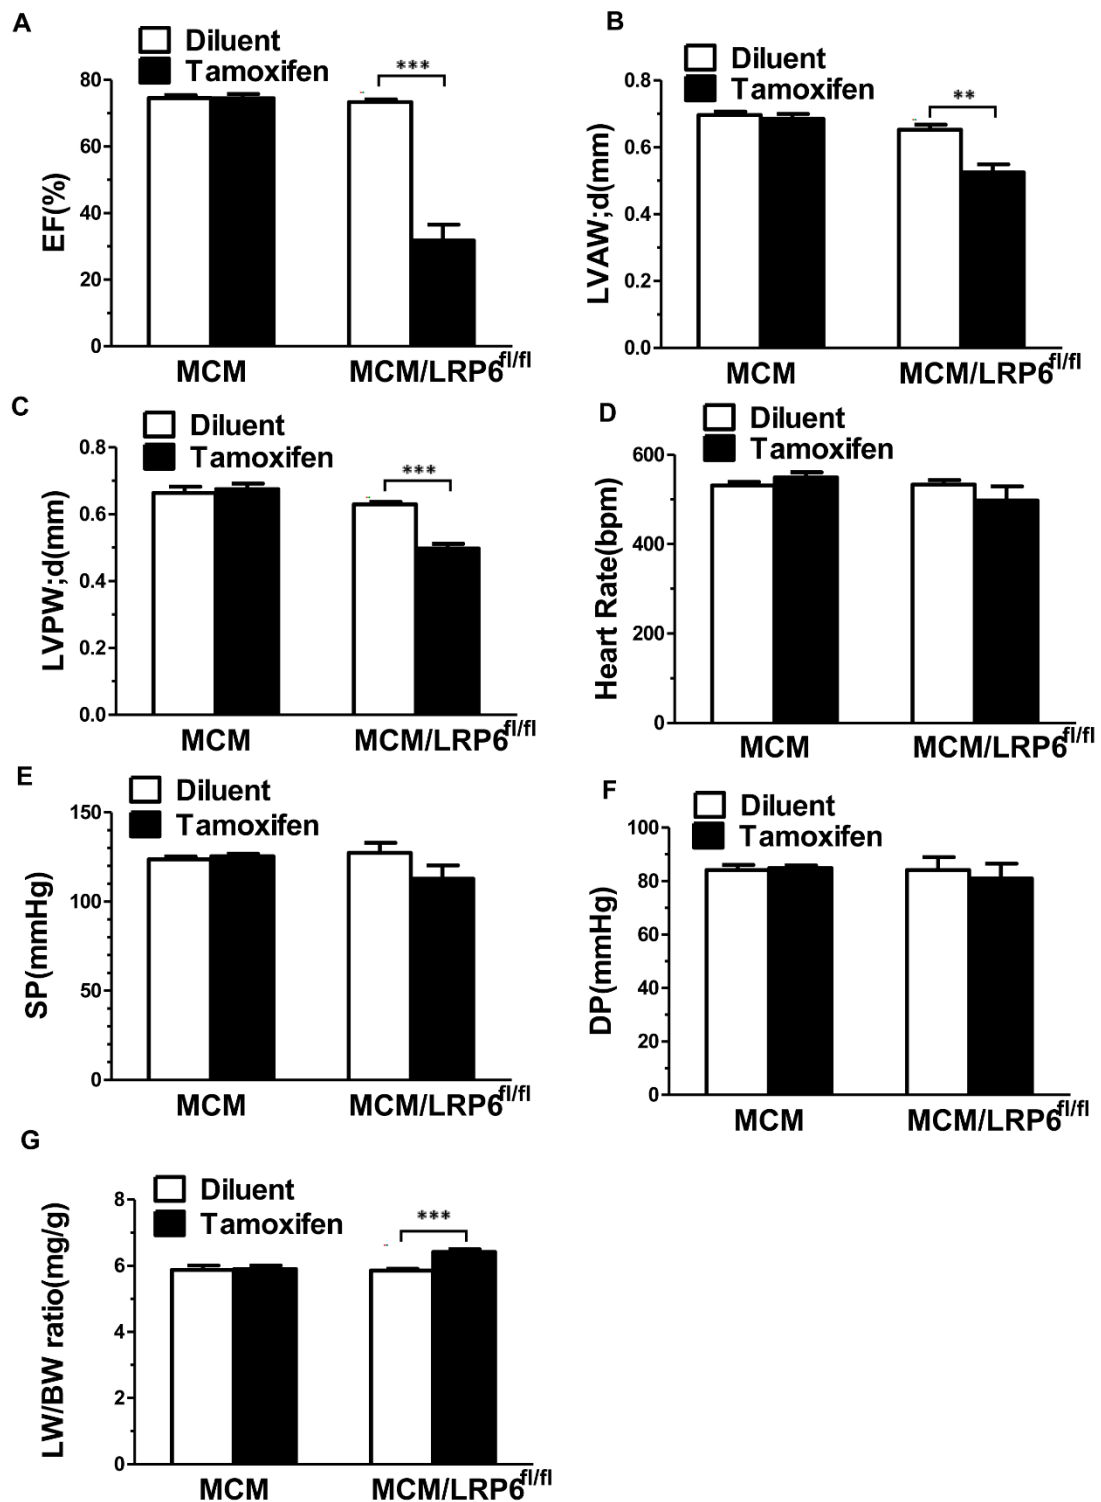 A
Diluent
Tamoxifen
***
80
60
40
20
0
EF(%)
MCM
MCM/LRP6fl/fl
B
Diluent
Tamoxifen
**
0.8
0.6
0.4
0.2
0.0
LVAW;d(mm)
MCM
MCM/LRP6fl/fl
C
Diluent
Tamoxifen
***
0.8
0.6
0.4
0.2
0.0
LVPW;d(mm)
MCM
MCM/LRP6fl/fl
D
Diluent
Tamoxifen
600
400
200
0
Heart Rate(bpm)
MCM
MCM/LRP6fl/fl
E
Diluent
Tamoxifen
150
100
50
0
SP(mmHg)
MCM
MCM/LRP6fl/fl
F
Diluent
Tamoxifen
100
80
60
40
20
0
DP(mmHg)
MCM
MCM/LRP6fl/fl
G
Diluent
Tamoxifen
***
8
6
4
2
0
LW/BW ratio(mg/g)
MCM
MCM/LRP6fl/fl